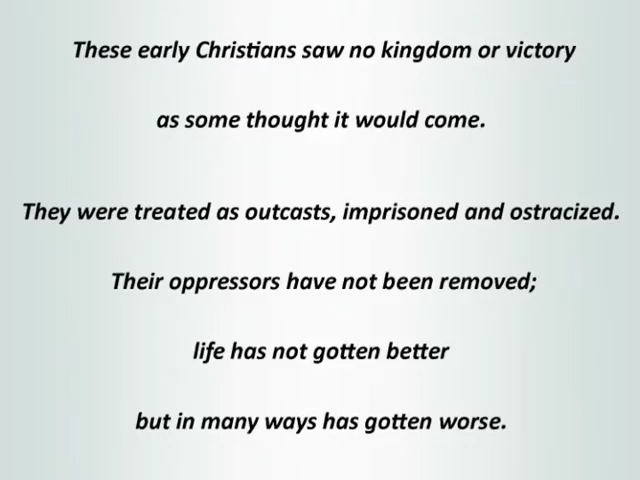 These early Christians saw no kingdom or victory
as some thought it would come.
They were treated as outcasts, imprisoned and ostracized.
Their oppressors have not been removed;
life has not gotten better
but in many ways has gotten worse.